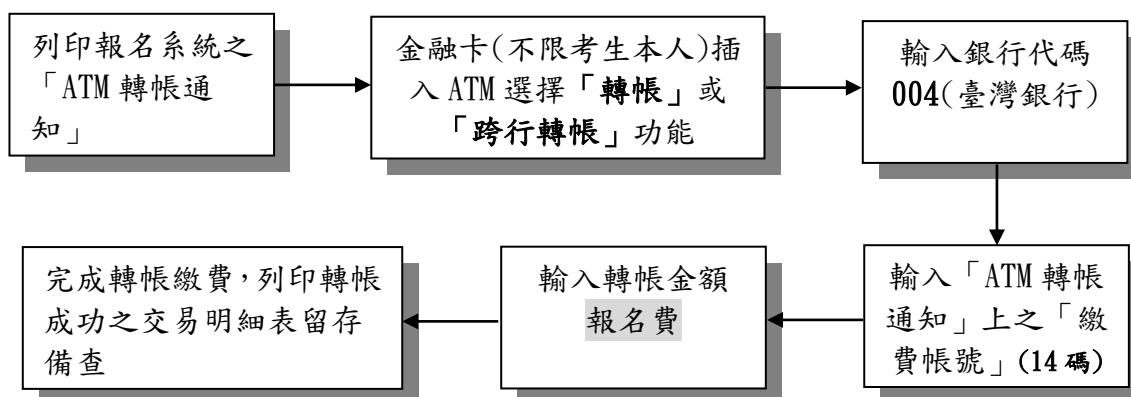 列印報名系統之
「ATM 轉帳通
知」
金融卡(不限考生本人)插
入 ATM 選擇「轉帳」或
「跨行轉帳」功能
輸入銀行代碼
004(臺灣銀行)
輸入「ATM 轉帳
通知」上之「繳
費帳號」(14 碼)
輸入轉帳金額
報名費
完成轉帳繳費，列印轉帳
成功之交易明細表留存
備查